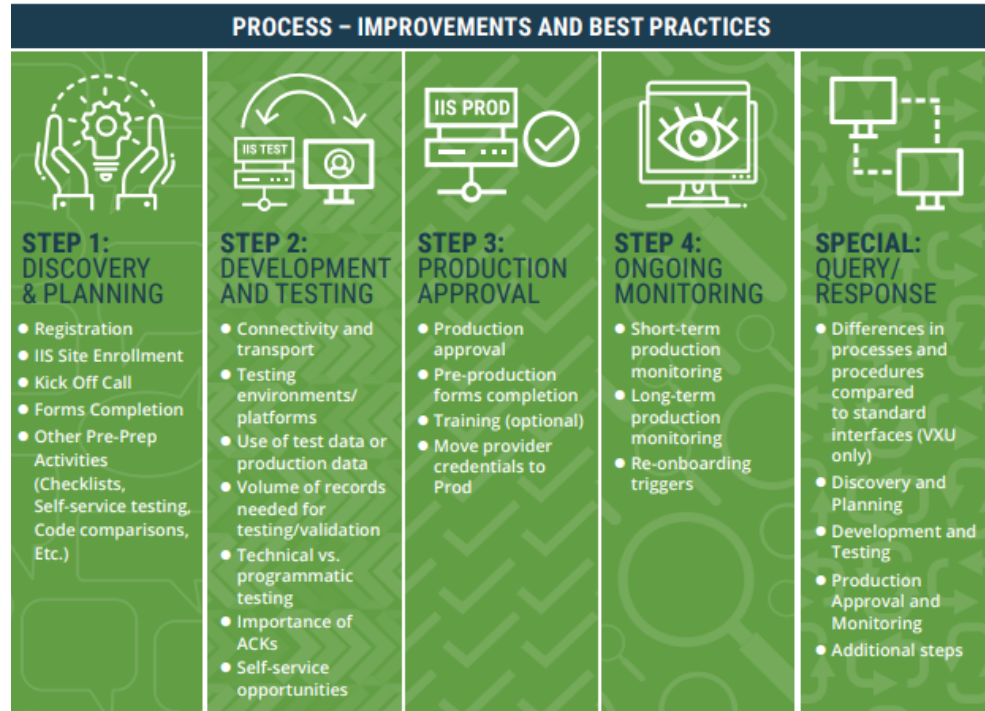 PROCESS – IMPROVEMENTS AND BEST PRACTICES
STEP 1:
DISCOVERY
& PLANNING
● Registration
● IIS Site Enrollment
● Kick Off Call
● Forms Completion
● Other Pre-Prep
Activities
(Checklists,
Self-service testing,
Code comparisons,
Etc.)
IIS TEST
STEP 2:
DEVELOPMENT
AND TESTING
● Connectivity and
transport
● Testing
environments/
platforms
● Use of test data or
production data
● Volume of records
needed for
testing/validation
● Technical vs.
programmatic
testing
● Importance of
ACKs
● Self-service
opportunities
IIS PROD
STEP 3:
PRODUCTION
APPROVAL
● Production
approval
● Pre-production
forms completion
● Training (optional)
● Move provider
credentials to
Prod
STEP 4:
ONGOING
MONITORING
● Short-term
production
monitoring
● Long-term
production
monitoring
● Re-onboarding
triggers
SPECIAL:
QUERY/
RESPONSE
● Differences in
processes and
procedures
compared
to standard
interfaces (VXU
only)
● Discovery and
Planning
● Development and
Testing
● Production
Approval and
Monitoring
● Additional steps